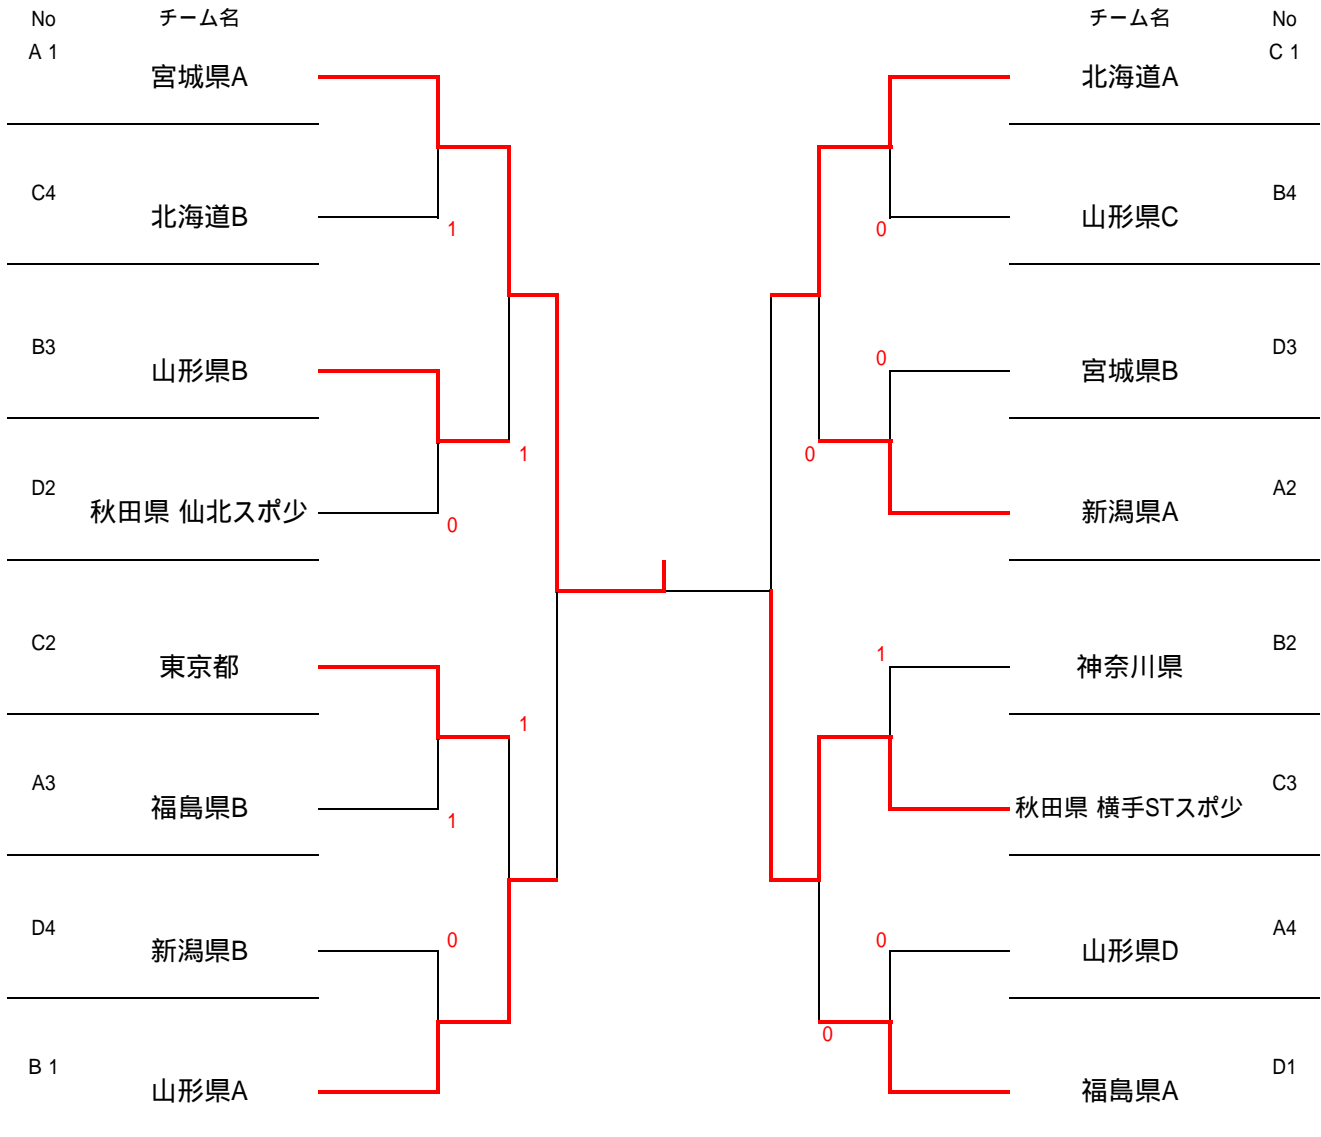 No チーム名 チーム名 No
A 1 宮城県A 北海道A C 1
C4 北海道B 1 0 山形県C B4
B3 山形県B 0 宮城県B D3
1 0
D2 秋田県 仙北スポ少 0 新潟県A A2
C2 東京都 1 神奈川県 B2
1
A3 福島県B 1 秋田県 横手STスポ少 C3
D4 新潟県B 0 0 山形県D A4
0
B 1 山形県A 福島県A D1